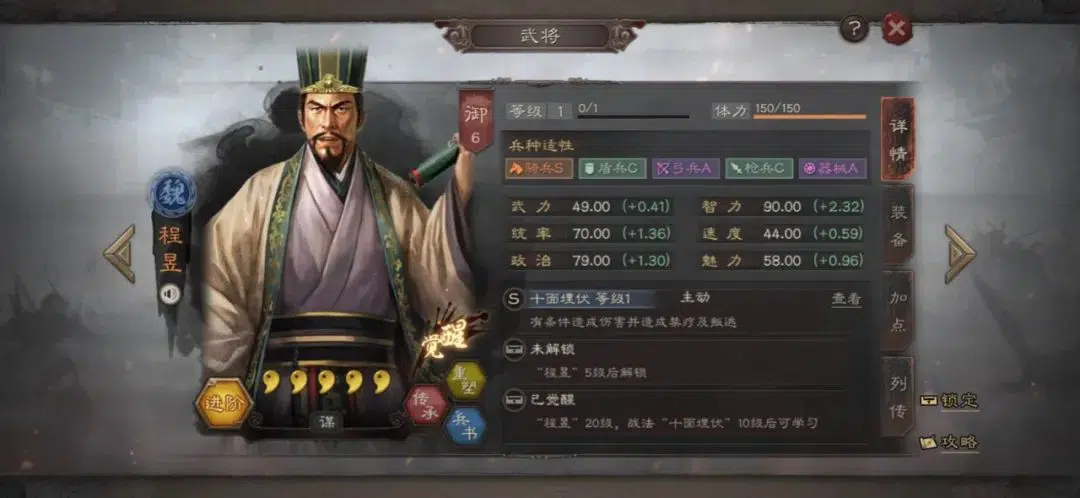 武将
?
魏
程昱
御
6
觉醒
进阶
谋
传承
重塑
兵书
等级 1 0/1 体力 150/150
兵种适性
骑兵S 盾兵C 弓兵A 枪兵C 器械A
武力 49.00 (+0.41) 智力 90.00 (+2.32)
统率 70.00 (+1.36) 速度 44.00 (+0.59)
政治 79.00 (+1.30) 魅力 58.00 (+0.96)
S 十面埋伏 等级1 主动 查看
有条件造成伤害并造成禁疗及叛逃
未解锁
“程昱”5级后解锁
已觉醒
“程昱”20级，战法“十面埋伏”10级后可学习
详情
装备
加点
列传
锁定
攻略